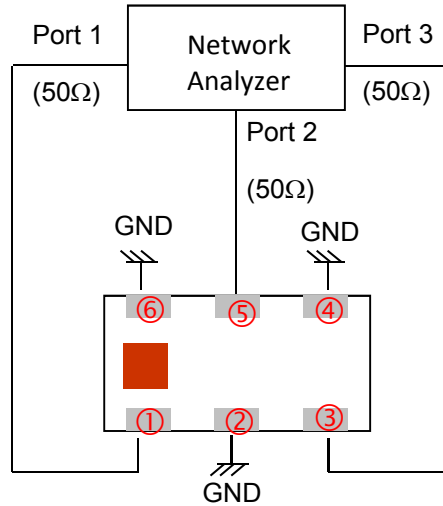 Port 1
Network
Analyzer
Port 3
(50Ω)
(50Ω)
Port 2
(50Ω)
GND
GND
⑥
⑤
④
①
②
③
GND